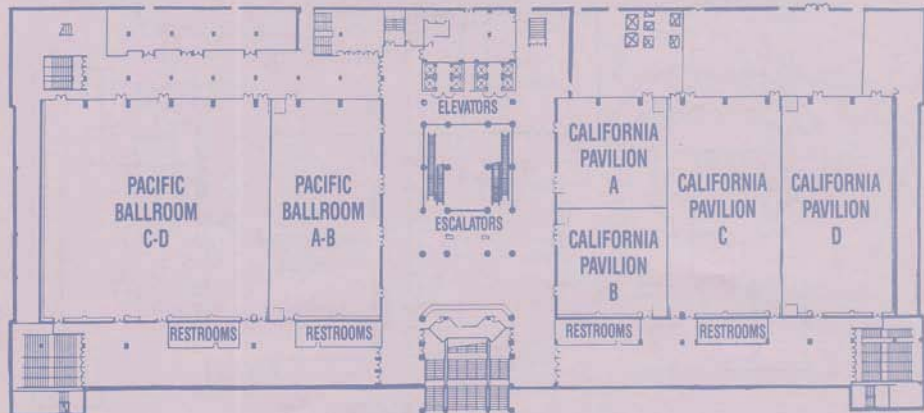 ELEVATORS
PACIFIC
BALLROOM
C-D
PACIFIC
BALLROOM
A-B
ESCALATORS
CALIFORNIA
PAVILION
A
CALIFORNIA
PAVILION
B
CALIFORNIA
PAVILION
C
CALIFORNIA
PAVILION
D
RESTROOMS
RESTROOMS
RESTROOMS
RESTROOMS